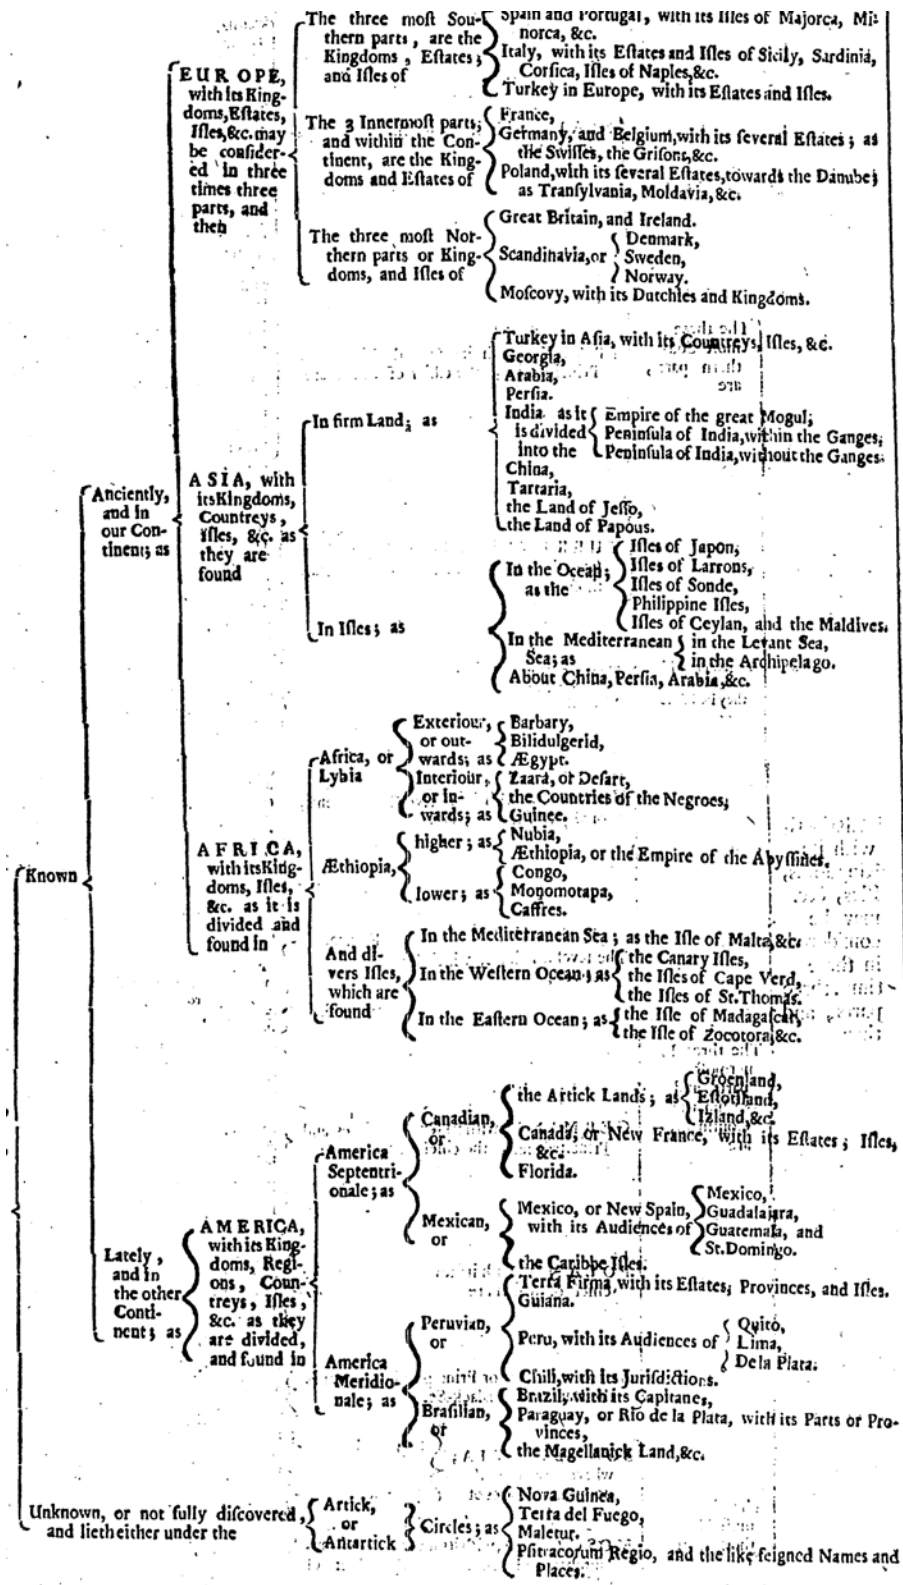 The three moſt Sou-
thern parts, are the
Kingdoms, Eſtates;
and Iſles of
Spain and Portugal, with its Iſles of Majorca, Mi-
norca, &c.
Italy, with its Eſtates and Iſles of Sicily, Sardinia,
Corſica, Iſles of Naples,&c.
Turkey in Europe, with its Eſtates and Iſles.
EUROPE,
with its King-
doms, Eſtates,
Iſles,&c. may
be conſider-
ed in three
times three
parts, and
then
The 3 Innermoſt parts;
and within the Con-
tinent, are the King-
doms and Eſtates of
France,
Germany, and Belgium, with its ſeveral Eſtates; as
the Swiſſes, the Griſons,&c.
Poland, with its ſeveral Eſtates, towards the Danube;
as Tranſylvania, Moldavia, &c.
The three moſt Nor-
thern parts or King-
doms, and Iſles of
Great Britain, and Ireland.
Scandinavia, or
Denmark,
Sweden,
Norway.
Moſcovy, with its Dutchies and Kingdoms.
Anciently,
and in
our Con-
tinent; as
ASIA, with
its Kingdoms,
Countreys,
Iſles, &c. as
they are
found
In firm Land; as
Turkey in Aſia, with its Countreys, Iſles, &c.
Georgia,
Arabia,
Perſia.
India as it
is divided
into the
Empire of the great Mogul;
Peninſula of India, within the Ganges;
Peninſula of India, without the Ganges.
China,
Tartaria,
the Land of Jeſſo,
the Land of Papous.
In Iſles; as
In the Ocean;
as the
Iſles of Japon;
Iſles of Larrons,
Iſles of Sonde,
Philippine Iſles,
Iſles of Ceylan, and the Maldives.
In the Mediterranean
Sea; as
in the Levant Sea,
in the Archipelago.
About China, Perſia, Arabia,&c.
Known
AFRICA,
with its King-
doms, Iſles,
&c. as it is
divided and
found in
Africa, or
Lybia
Exteriour,
or out-
wards; as
Barbary,
Bilidulgerid,
Ægypt.
Interiour,
or in-
wards; as
Zaara, or Deſart,
the Countries of the Negroes;
Guinee.
Æthiopia,
higher; as
Nubia,
Æthiopia, or the Empire of the Abyſſines.
lower; as
Congo,
Monomotapa,
Caffres.
And di-
vers Iſles,
which are
found
In the Mediterranean Sea; as the Iſle of Malta,&c.
In the Weſtern Ocean; as
the Canary Iſles,
the Iſles of Cape Verd,
the Iſles of St. Thomas.
In the Eaſtern Ocean; as
the Iſle of Madagaſcar,
the Iſle of Zocotora,&c.
Lately,
and in
the other
Conti-
nent; as
AMERICA,
with its King-
doms, Regi-
ons, Coun-
treys, Iſles,
&c. as they
are divided,
and found in
America
Septentri-
onale; as
Canadian,
or
the Artick Lands; as
Groenland,
Eſtotiland,
Izland,&c.
Canada, or New France, with its Eſtates; Iſles,
&c.
Florida.
Mexican,
or
Mexico, or New Spain,
with its Audiences of
Mexico,
Guadalajara,
Guatemala, and
St. Domingo.
the Caribbe Iſles.
America
Meridio-
nale; as
Peruvian,
or
Terra Firma, with its Eſtates, Provinces, and Iſles.
Guiana.
Peru, with its Audiences of
Quito,
Lima,
De la Plata.
Chili, with its Jurisdictions.
Braſilian,
or
Brazil, with its Capitanes,
Paraguay, or Rio de la Plata, with its Parts or Pro-
vinces,
the Magellanick Land,&c.
Unknown, or not fully diſcovered,
and lieth either under the
Artick,
or
Antartick
Circles; as
Nova Guinea,
Terra del Fuego,
Maletur.
Pſitracorum Regio, and the like feigned Names and
Places.